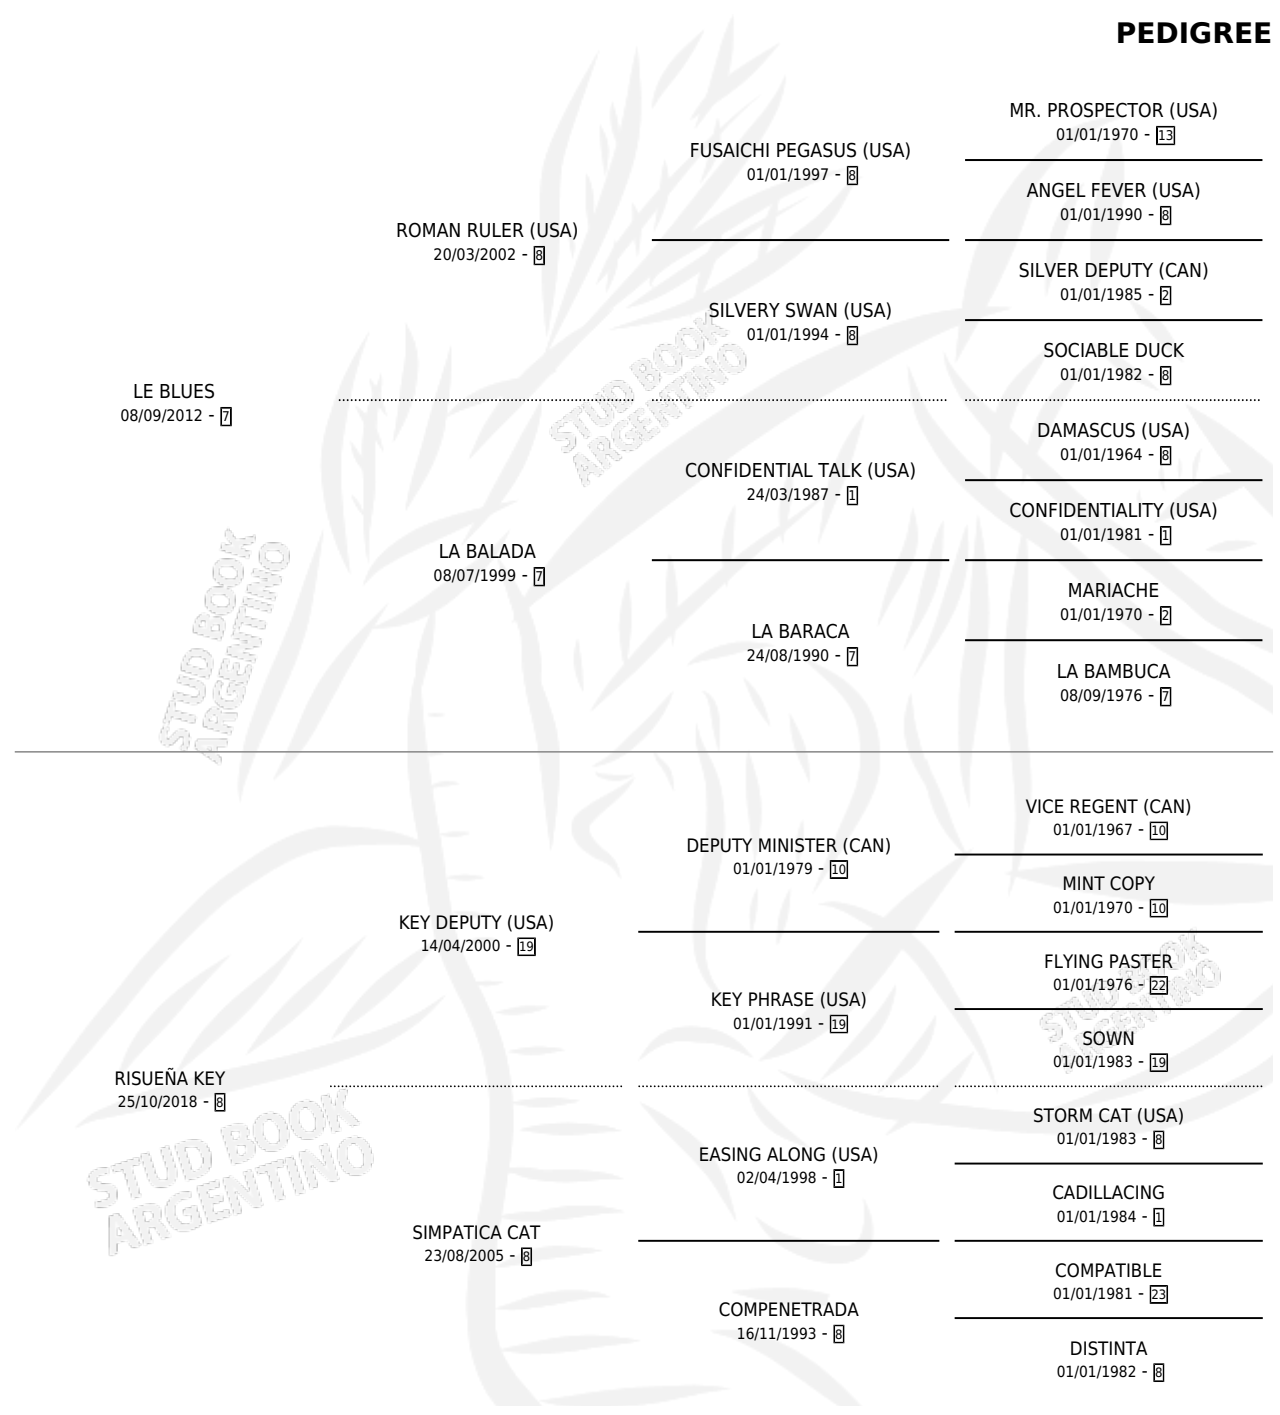 PEDIGREE
MR. PROSPECTOR (USA)
01/01/1970 - 13
FUSAICHI PEGASUS (USA)
01/01/1997 - 8
ANGEL FEVER (USA)
01/01/1990 - 8
ROMAN RULER (USA)
20/03/2002 - 8
SILVER DEPUTY (CAN)
01/01/1985 - 2
SILVERY SWAN (USA)
01/01/1994 - 8
SOCIABLE DUCK
01/01/1982 - 8
LE BLUES
08/09/2012 - 7
STUD BOOK
ARGENTINO
DAMASCUS (USA)
01/01/1964 - 8
CONFIDENTIAL TALK (USA)
24/03/1987 - 1
CONFIDENTIALITY (USA)
01/01/1981 - 1
LA BALADA
08/07/1999 - 7
MARIACHE
01/01/1970 - 2
LA BARACA
24/08/1990 - 7
LA BAMBUCA
08/09/1976 - 7
STUD BOOK
ARGENTINO
VICE REGENT (CAN)
01/01/1967 - 10
DEPUTY MINISTER (CAN)
01/01/1979 - 10
MINT COPY
01/01/1970 - 10
KEY DEPUTY (USA)
14/04/2000 - 19
FLYING PASTER
01/01/1976 - 22
KEY PHRASE (USA)
01/01/1991 - 19
STUD BOOK
ARGENTINO
SOWN
01/01/1983 - 19
RISUEÑA KEY
25/10/2018 - 8
STORM CAT (USA)
01/01/1983 - 8
EASING ALONG (USA)
02/04/1998 - 1
CADILLACING
01/01/1984 - 1
STUD BOOK
ARGENTINO
SIMPATICA CAT
23/08/2005 - 8
COMPATIBLE
01/01/1981 - 23
COMPENETRADA
16/11/1993 - 8
DISTINTA
01/01/1982 - 8